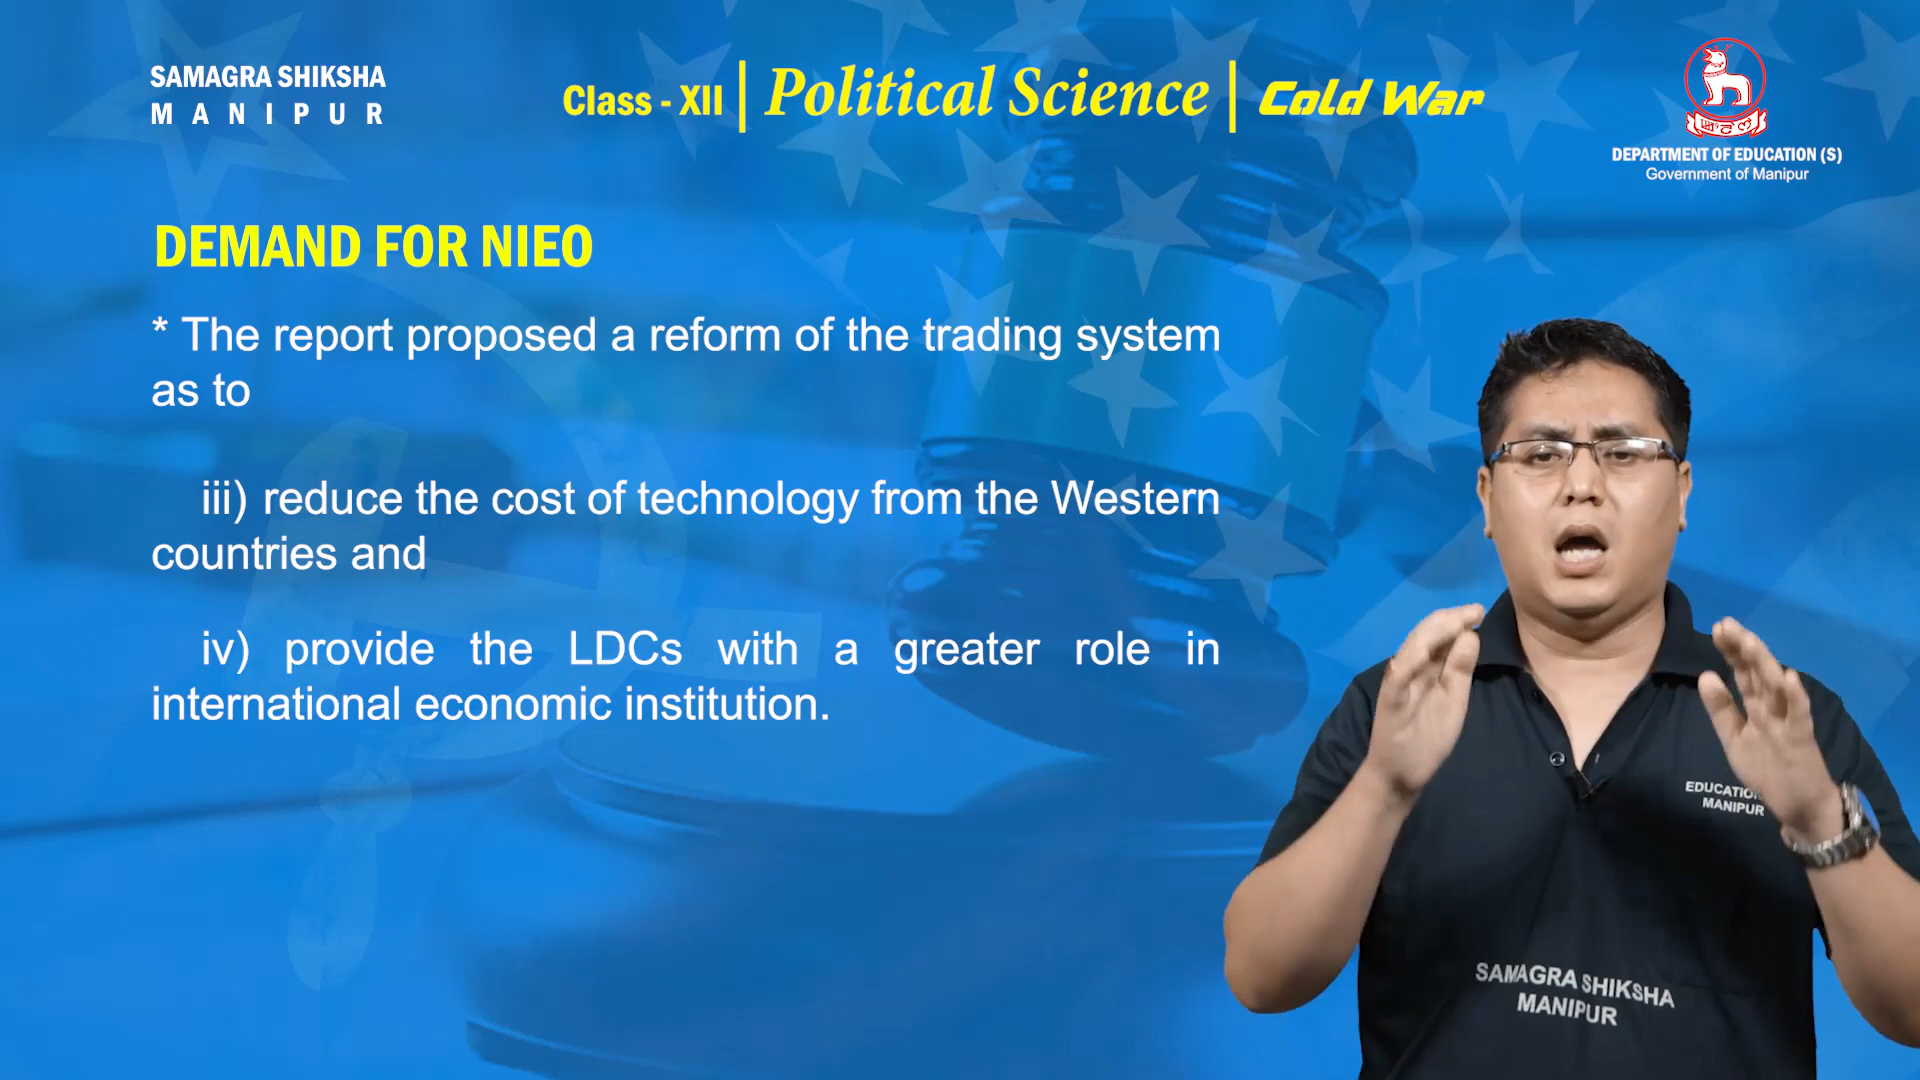 SAMAGRA SHIKSHA
MANIPUR
Class - XII | Political Science | Cold War
DEPARTMENT OF EDUCATION (S)
Government of Manipur
DEMAND FOR NIEO
* The report proposed a reform of the trading system
as to
iii) reduce the cost of technology from the Western
countries and
iv) provide the LDCs with a greater role in
international economic institution.
MANIPUR
SAMAGRA SHIKSHA
MANIPUR